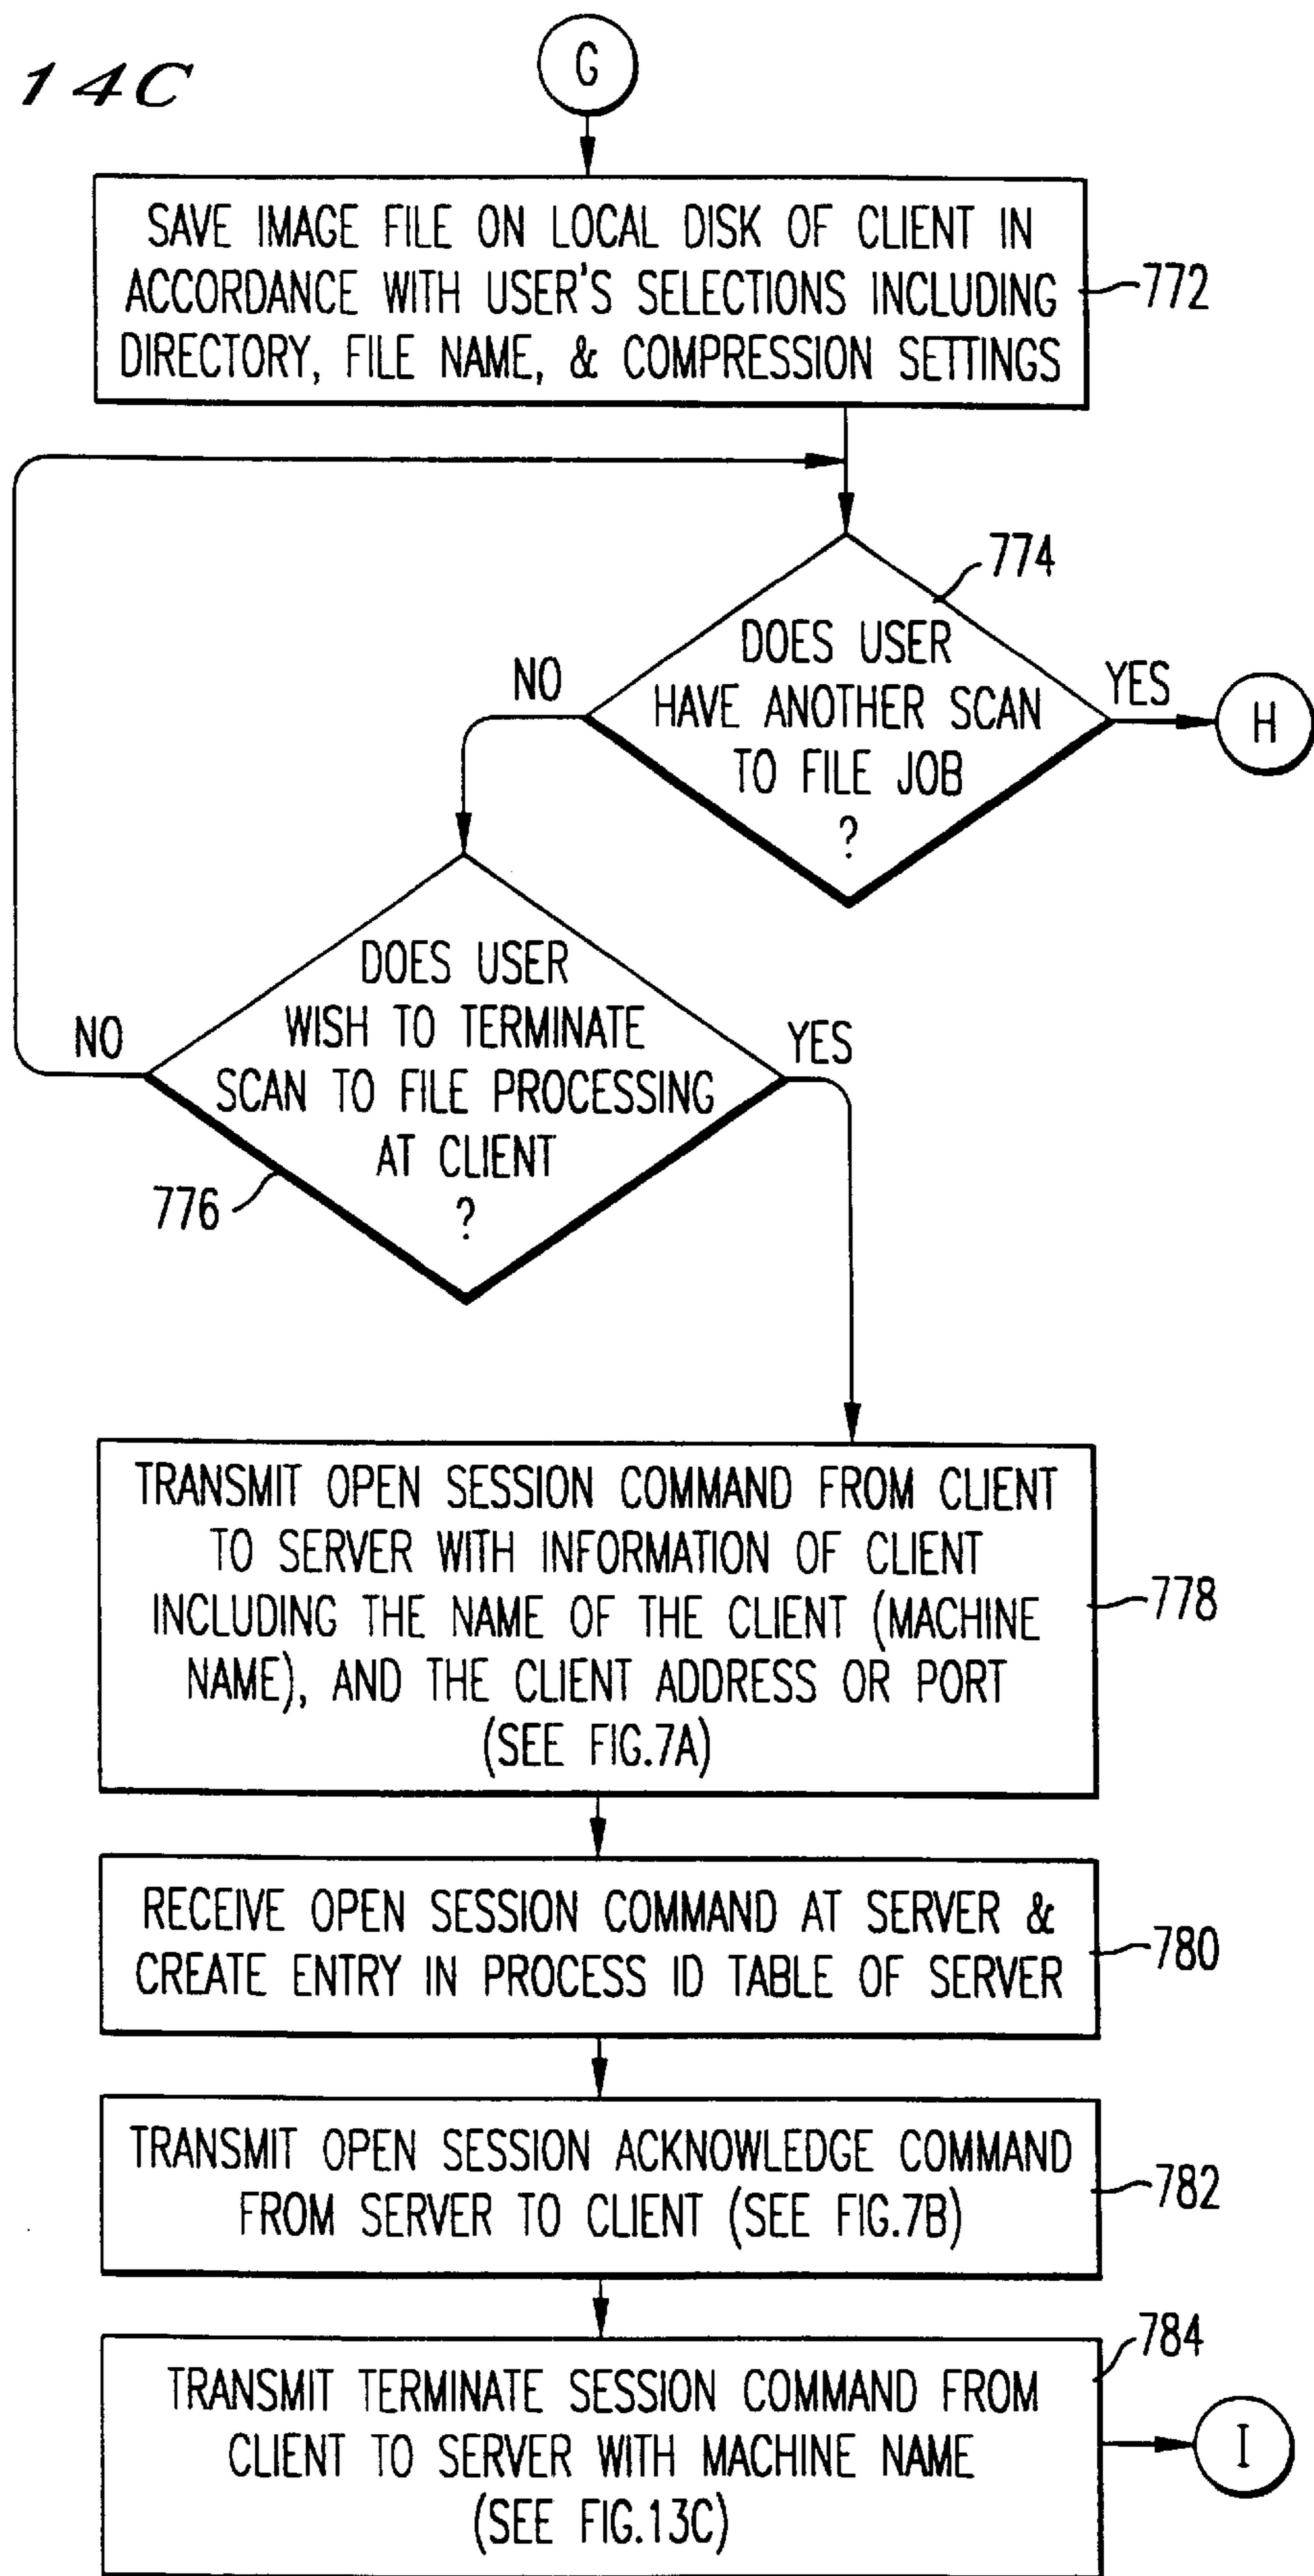 14C
G
SAVE IMAGE FILE ON LOCAL DISK OF CLIENT IN
ACCORDANCE WITH USER'S SELECTIONS INCLUDING
DIRECTORY, FILE NAME, & COMPRESSION SETTINGS
772
774
DOES USER
HAVE ANOTHER SCAN
TO FILE JOB
?
NO
YES
H
DOES USER
WISH TO TERMINATE
SCAN TO FILE PROCESSING
AT CLIENT
?
NO
YES
776
TRANSMIT OPEN SESSION COMMAND FROM CLIENT
TO SERVER WITH INFORMATION OF CLIENT
INCLUDING THE NAME OF THE CLIENT (MACHINE
NAME), AND THE CLIENT ADDRESS OR PORT
(SEE FIG.7A)
778
RECEIVE OPEN SESSION COMMAND AT SERVER &
CREATE ENTRY IN PROCESS ID TABLE OF SERVER
780
TRANSMIT OPEN SESSION ACKNOWLEDGE COMMAND
FROM SERVER TO CLIENT (SEE FIG.7B)
782
784
TRANSMIT TERMINATE SESSION COMMAND FROM
CLIENT TO SERVER WITH MACHINE NAME
(SEE FIG.13C)
I